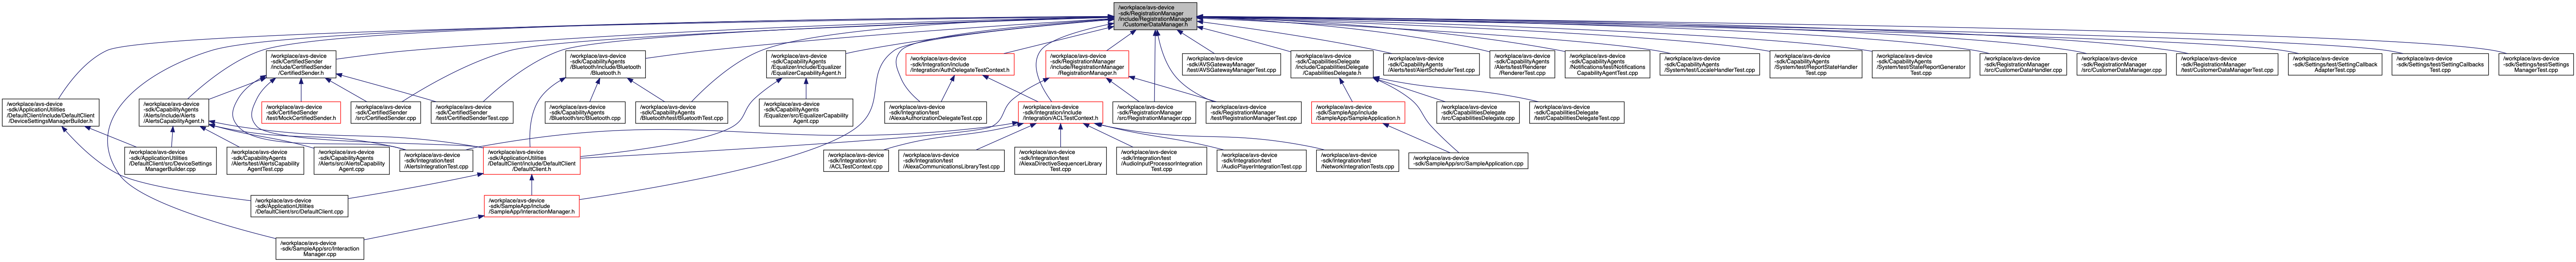 /workplace/avs-device
-sdk/RegistrationManager
/include/RegistrationManager
/CustomerDataManager.h
/workplace/avs-device
-sdk/CertifiedSender
/include/CertifiedSender
/CertifiedSender.h
/workplace/avs-device
-sdk/CapabilityAgents
/Bluetooth/include/Bluetooth
/Bluetooth.h
/workplace/avs-device
-sdk/CapabilityAgents
/Equalizer/include/Equalizer
/EqualizerCapabilityAgent.h
/workplace/avs-device
-sdk/Integration/include
/Integration/AuthDelegateTestContext.h
/workplace/avs-device
-sdk/RegistrationManager
/include/RegistrationManager
/RegistrationManager.h
/workplace/avs-device
-sdk/AVSGatewayManager
/test/AVSGatewayManagerTest.cpp
/workplace/avs-device
-sdk/CapabilitiesDelegate
/include/CapabilitiesDelegate
/CapabilitiesDelegate.h
/workplace/avs-device
-sdk/CapabilityAgents
/Alerts/test/AlertSchedulerTest.cpp
/workplace/avs-device
-sdk/CapabilityAgents
/Alerts/test/Renderer
/RendererTest.cpp
/workplace/avs-device
-sdk/CapabilityAgents
/Notifications/test/Notifications
CapabilityAgentTest.cpp
/workplace/avs-device
-sdk/CapabilityAgents
/System/test/LocaleHandlerTest.cpp
/workplace/avs-device
-sdk/CapabilityAgents
/System/test/ReportStateHandler
Test.cpp
/workplace/avs-device
-sdk/CapabilityAgents
/System/test/StateReportGenerator
Test.cpp
/workplace/avs-device
-sdk/RegistrationManager
/src/CustomerDataHandler.cpp
/workplace/avs-device
-sdk/RegistrationManager
/src/CustomerDataManager.cpp
/workplace/avs-device
-sdk/RegistrationManager
/test/CustomerDataManagerTest.cpp
/workplace/avs-device
-sdk/Settings/test/SettingCallback
AdapterTest.cpp
/workplace/avs-device
-sdk/Settings/test/SettingCallbacks
Test.cpp
/workplace/avs-device
-sdk/Settings/test/Settings
ManagerTest.cpp
/workplace/avs-device
-sdk/ApplicationUtilities
/DefaultClient/include/DefaultClient
/DeviceSettingsManagerBuilder.h
/workplace/avs-device
-sdk/CapabilityAgents
/Alerts/include/Alerts
/AlertsCapabilityAgent.h
/workplace/avs-device
-sdk/CertifiedSender
/test/MockCertifiedSender.h
/workplace/avs-device
-sdk/CertifiedSender
/src/CertifiedSender.cpp
/workplace/avs-device
-sdk/CertifiedSender
/test/CertifiedSenderTest.cpp
/workplace/avs-device
-sdk/CapabilityAgents
/Bluetooth/src/Bluetooth.cpp
/workplace/avs-device
-sdk/CapabilityAgents
/Bluetooth/test/BluetoothTest.cpp
/workplace/avs-device
-sdk/CapabilityAgents
/Equalizer/src/EqualizerCapability
Agent.cpp
/workplace/avs-device
-sdk/Integration/test
/AlexaAuthorizationDelegateTest.cpp
/workplace/avs-device
-sdk/Integration/include
/Integration/ACLTestContext.h
/workplace/avs-device
-sdk/RegistrationManager
/src/RegistrationManager.cpp
/workplace/avs-device
-sdk/RegistrationManager
/test/RegistrationManagerTest.cpp
/workplace/avs-device
-sdk/SampleApp/include
/SampleApp/SampleApplication.h
/workplace/avs-device
-sdk/CapabilitiesDelegate
/src/CapabilitiesDelegate.cpp
/workplace/avs-device
-sdk/CapabilitiesDelegate
/test/CapabilitiesDelegateTest.cpp
/workplace/avs-device
-sdk/ApplicationUtilities
/DefaultClient/src/DeviceSettings
ManagerBuilder.cpp
/workplace/avs-device
-sdk/CapabilityAgents
/Alerts/test/AlertsCapability
AgentTest.cpp
/workplace/avs-device
-sdk/CapabilityAgents
/Alerts/src/AlertsCapability
Agent.cpp
/workplace/avs-device
-sdk/Integration/test
/AlertsIntegrationTest.cpp
/workplace/avs-device
-sdk/ApplicationUtilities
/DefaultClient/include/DefaultClient
/DefaultClient.h
/workplace/avs-device
-sdk/Integration/src
/ACLTestContext.cpp
/workplace/avs-device
-sdk/Integration/test
/AlexaCommunicationsLibraryTest.cpp
/workplace/avs-device
-sdk/Integration/test
/AlexaDirectiveSequencerLibrary
Test.cpp
/workplace/avs-device
-sdk/Integration/test
/AudioInputProcessorIntegration
Test.cpp
/workplace/avs-device
-sdk/Integration/test
/AudioPlayerIntegrationTest.cpp
/workplace/avs-device
-sdk/Integration/test
/NetworkIntegrationTests.cpp
/workplace/avs-device
-sdk/SampleApp/src/SampleApplication.cpp
/workplace/avs-device
-sdk/ApplicationUtilities
/DefaultClient/src/DefaultClient.cpp
/workplace/avs-device
-sdk/SampleApp/include
/SampleApp/InteractionManager.h
/workplace/avs-device
-sdk/SampleApp/src/Interaction
Manager.cpp